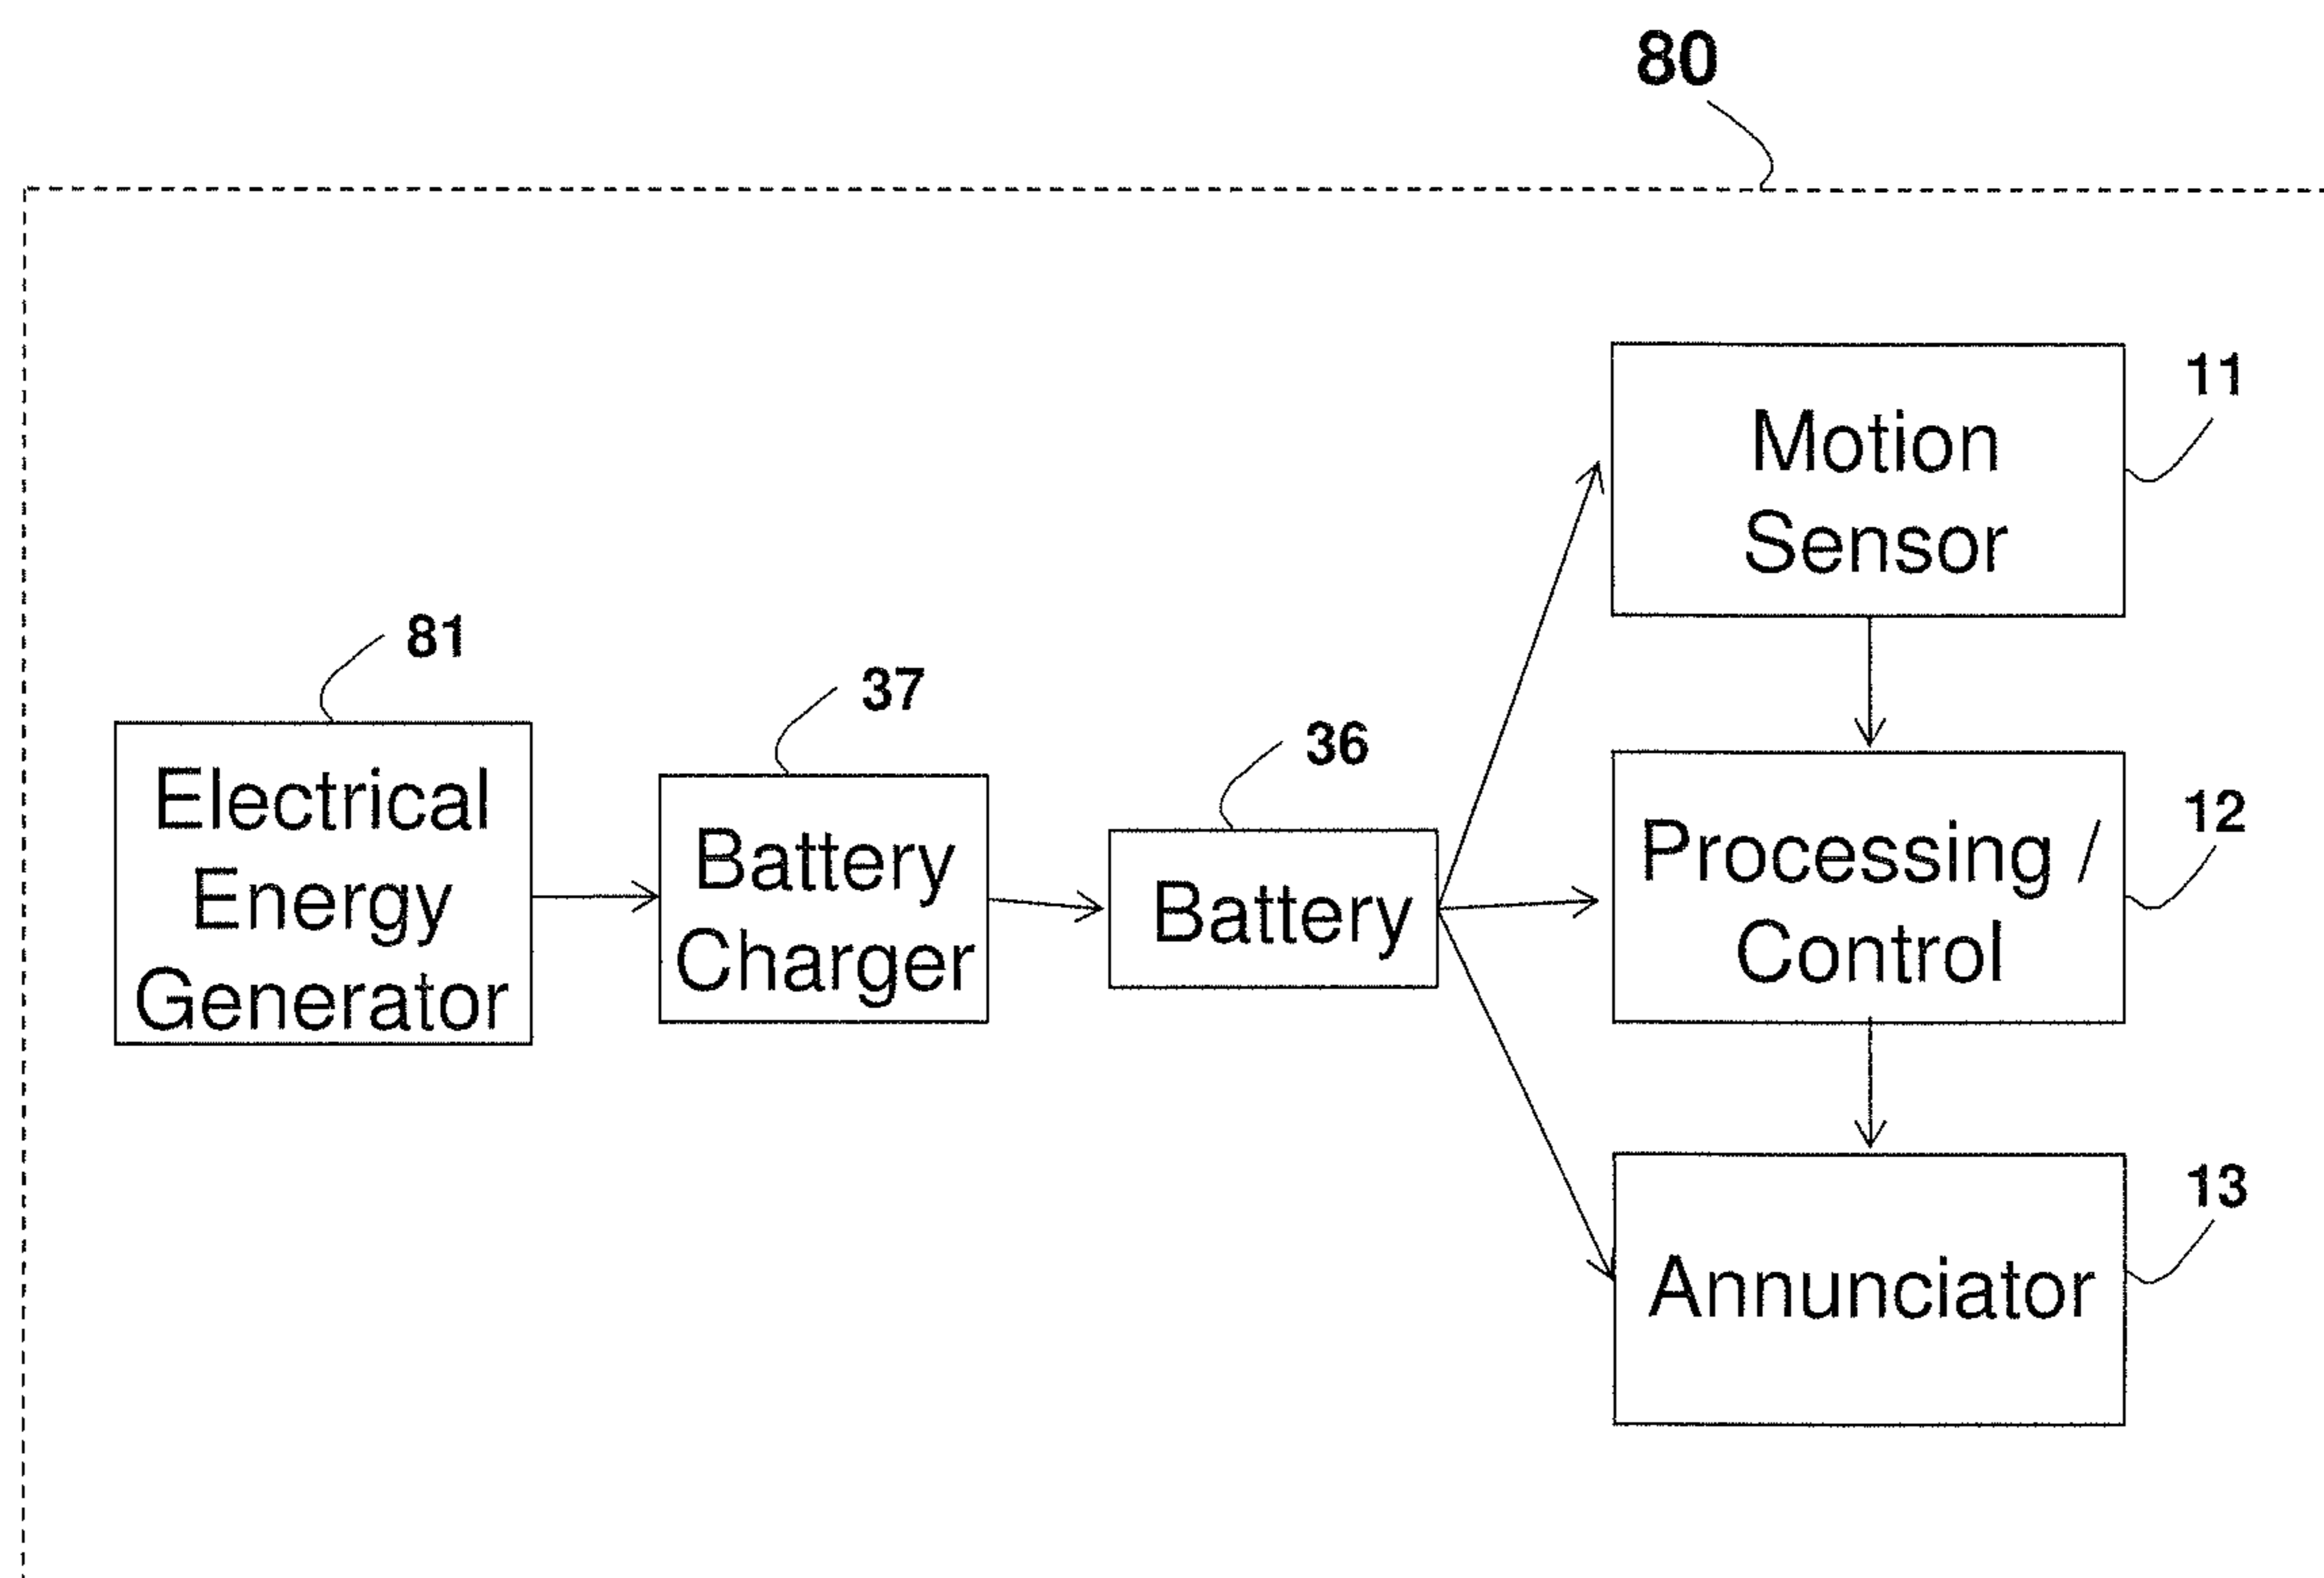 80
11
Motion
Sensor
81
Electrical
Energy
Generator
37
Battery
Charger
36
Battery
12
Processing /
Control
13
Annunciator